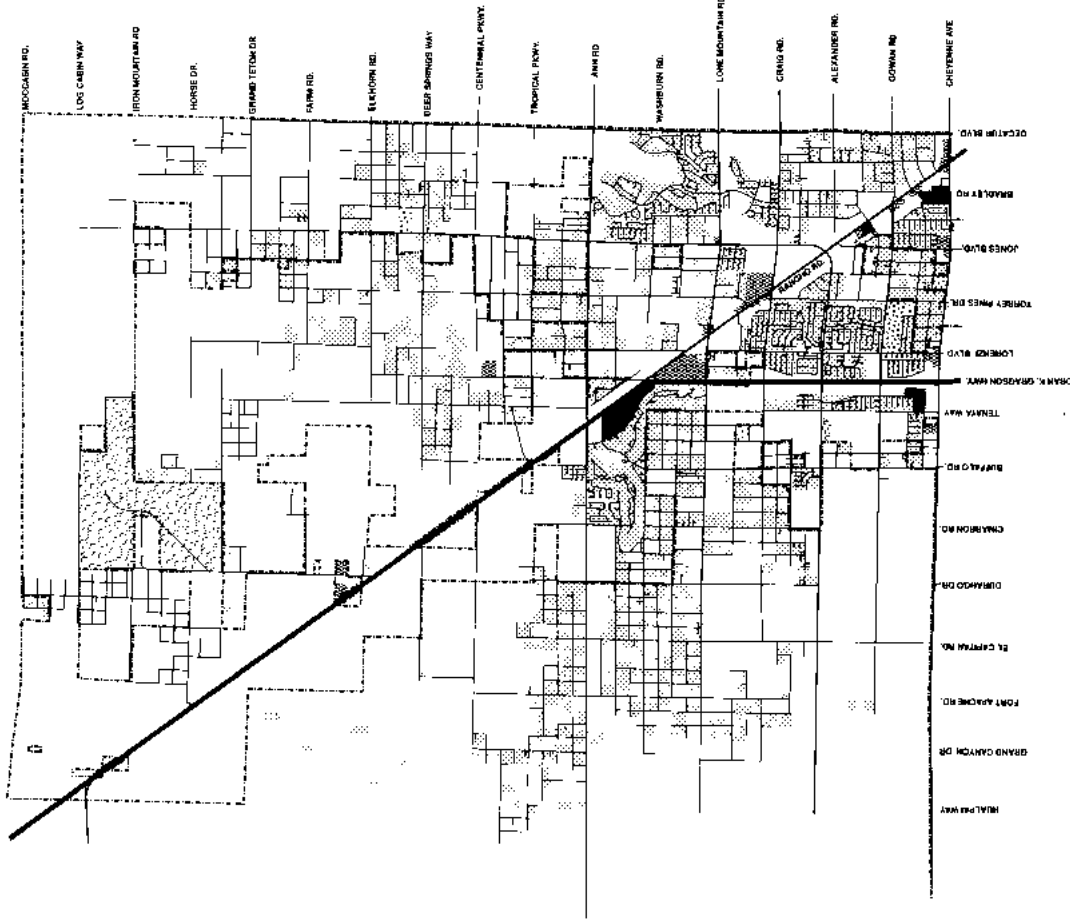 MOCCASIN RD.
LOG CABIN WAY
IRON MOUNTAIN RD
HORSE DR.
GRAND TETON DR
FARM RD.
ELKHORN RD.
DEER SPRINGS WAY
CENTENNIAL PKWY.
TROPICAL PKWY.
ANN RD
WASHBURN RD.
LONE MOUNTAIN RD
CRAIG RD.
ALEXANDER RD.
GOWAN RD
CHEYENNE AVE
DECATUR BLVD.
BRADLEY RD
JONES BLVD.
TORREY PINES DR.
LORENZI BLVD
ORAN K. GRAGSON HWY.
TENAYA WAY
BUFFALO RD.
CIMARRON RD.
DURANGO DR.
EL CAPITAN RD.
FORT APACHE RD.
GRAND CANYON DR
HUALPAI WAY
RANCHO RD.